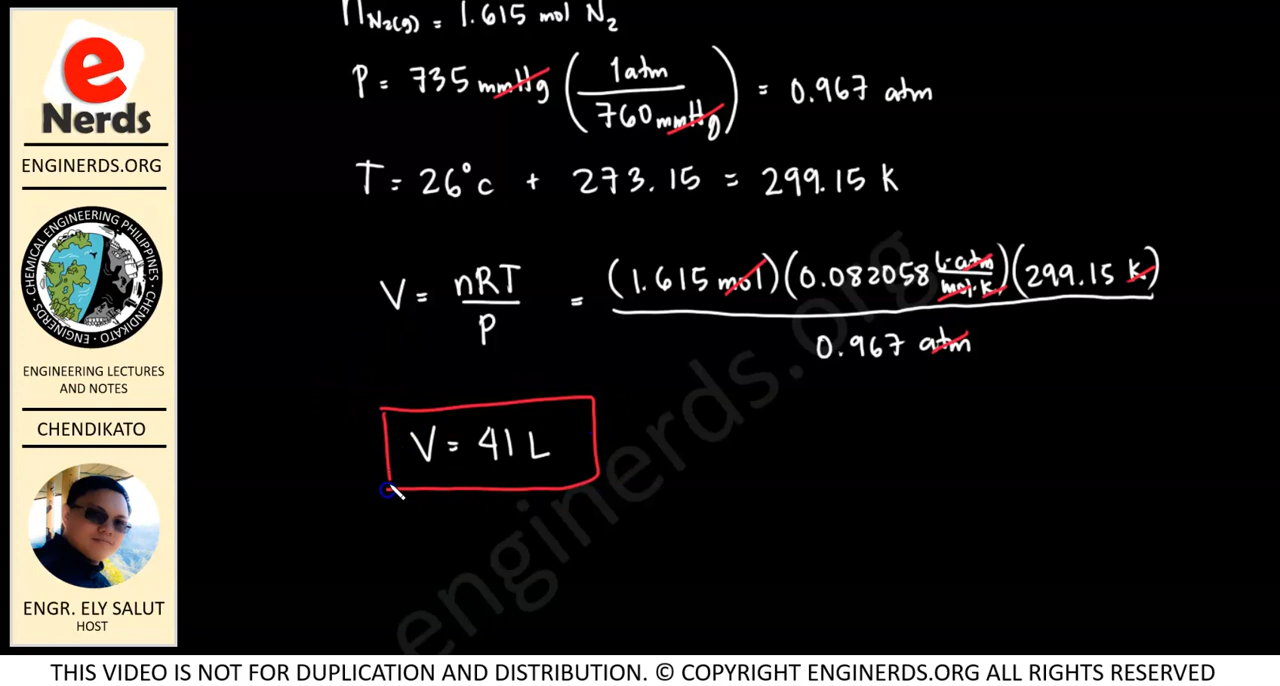 n N₂(g) = 1.615 mol N₂
P = 735 mmHg (1 atm / 760 mmHg) = 0.967 atm
T = 26°c + 273.15 = 299.15 K
V = nRT / P = (1.615 mol)(0.082058 L·atm / mol·K)(299.15 K) / 0.967 atm
V = 41 L
enginerds.org
e
Nerds
ENGINERDS.ORG
CHEMICAL ENGINEERING PHILIPPINES
CHENDIKATO - ENGINERDS
ENGINEERING LECTURES
AND NOTES
CHENDIKATO
ENGR. ELY SALUT
HOST
THIS VIDEO IS NOT FOR DUPLICATION AND DISTRIBUTION. © COPYRIGHT ENGINERDS.ORG ALL RIGHTS RESERVED